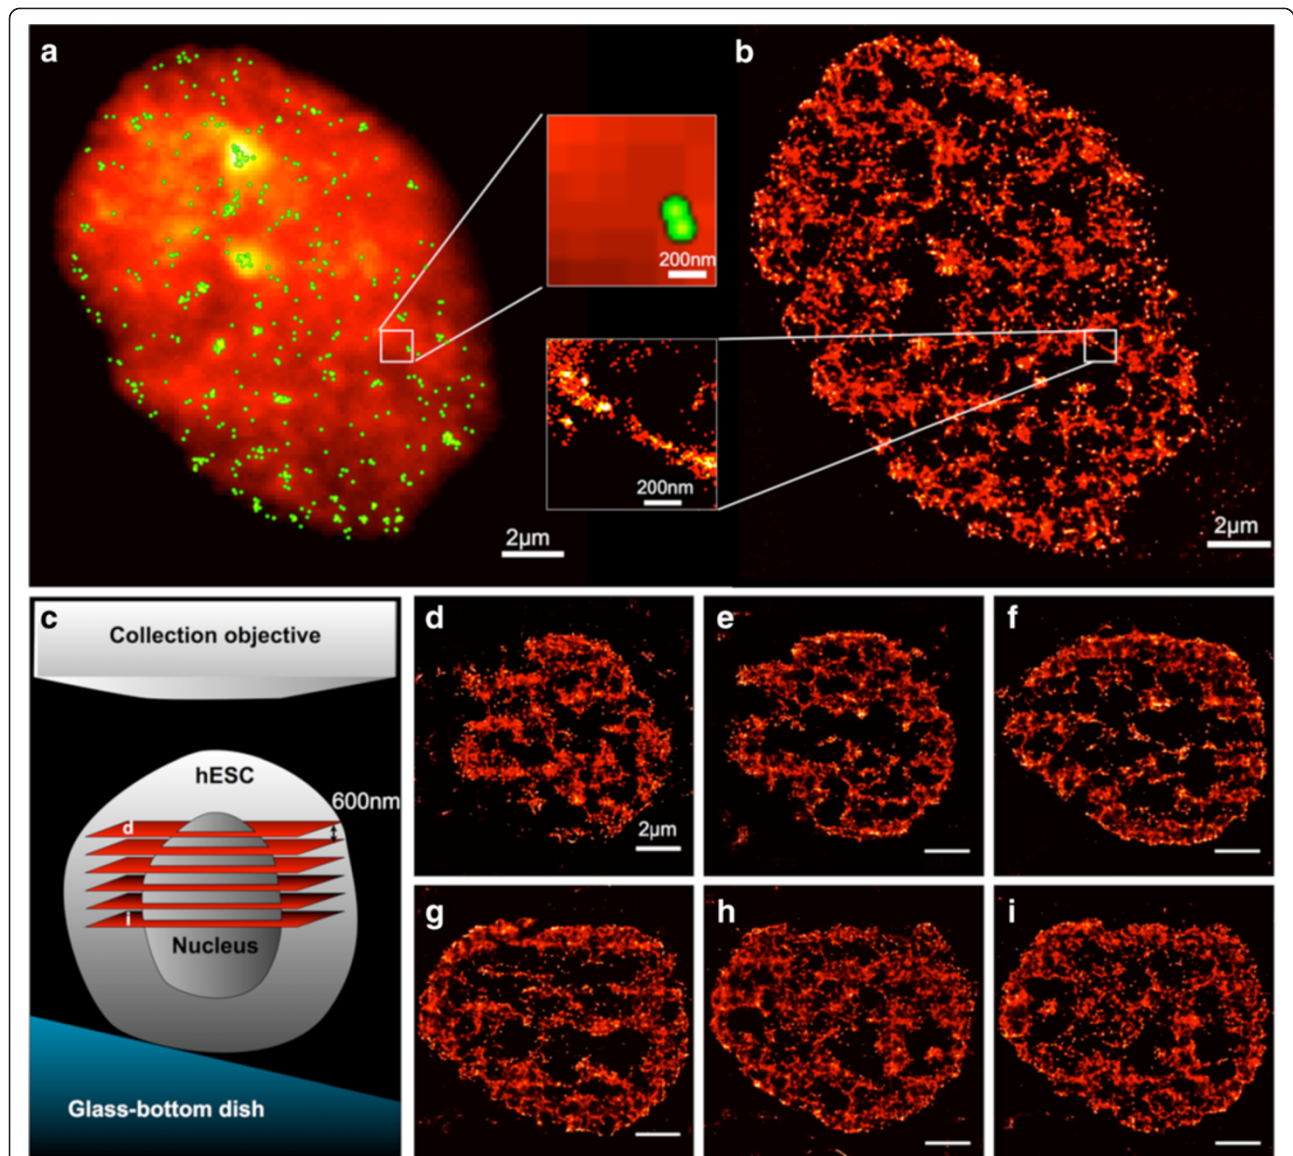 a
b
200nm
200nm
2µm
2µm
c
Collection objective
hESC
600nm
d
i
Nucleus
Glass-bottom dish
d
2µm
e
f
g
h
i